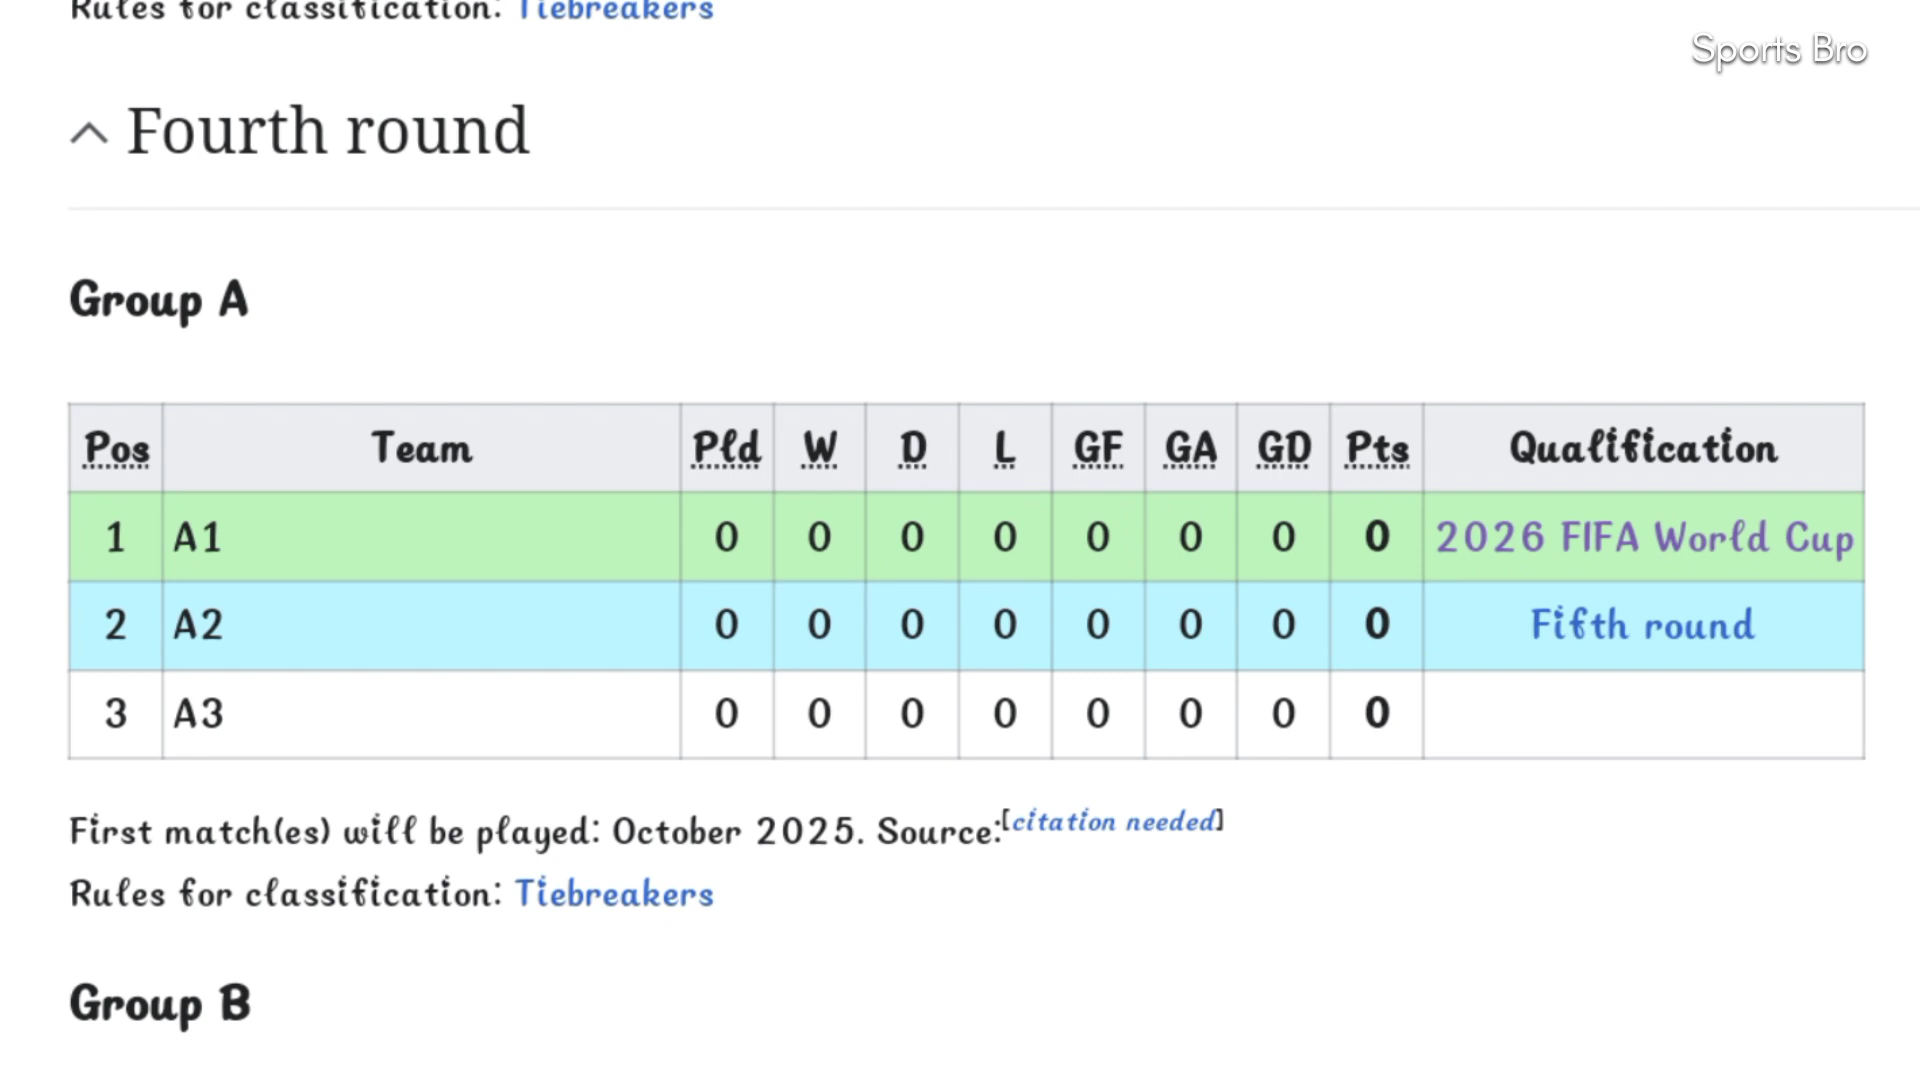 Rules for classification: Tiebreakers
Sports Bro
Fourth round
Group A
Pos Team Pld W D L GF GA GD Pts Qualification
1 A1 0 0 0 0 0 0 0 0 2026 FIFA World Cup
2 A2 0 0 0 0 0 0 0 0 Fifth round
3 A3 0 0 0 0 0 0 0 0
First match(es) will be played: October 2025. Source:[citation needed]
Rules for classification: Tiebreakers
Group B